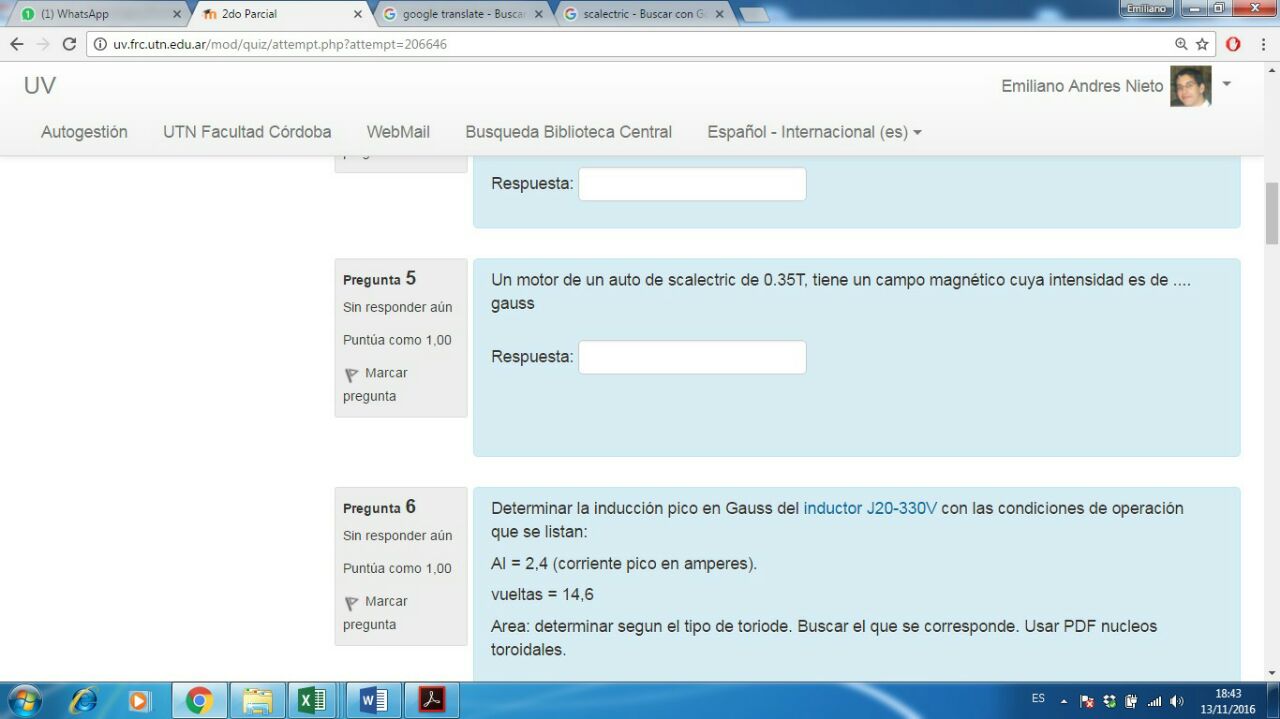 (1) WhatsApp
2do Parcial
google translate - Busca
scalectric - Buscar con G
Emiliano
uv.frc.utn.edu.ar/mod/quiz/attempt.php?attempt=206646
UV
Emiliano Andres Nieto
Autogestión
UTN Facultad Córdoba
WebMail
Busqueda Biblioteca Central
Español - Internacional (es)
Respuesta:
Pregunta 5
Sin responder aún
Puntúa como 1,00
Marcar
pregunta
Un motor de un auto de scalectric de 0.35T, tiene un campo magnético cuya intensidad es de ....
gauss
Respuesta:
Pregunta 6
Sin responder aún
Puntúa como 1,00
Marcar
pregunta
Determinar la inducción pico en Gauss del inductor J20-330V con las condiciones de operación
que se listan:
AI = 2,4 (corriente pico en amperes).
vueltas = 14,6
Area: determinar segun el tipo de toriode. Buscar el que se corresponde. Usar PDF nucleos
toroidales.
ES
18:43
13/11/2016